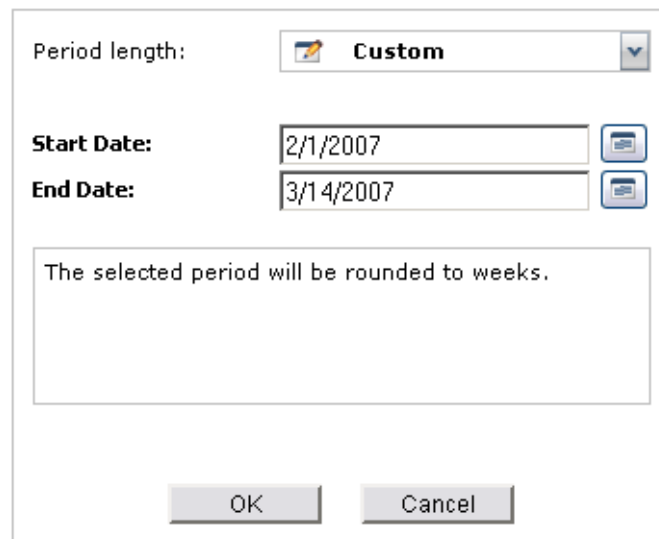 Period length: Custom
Start Date: 2/1/2007
End Date: 3/14/2007
The selected period will be rounded to weeks.
OK Cancel